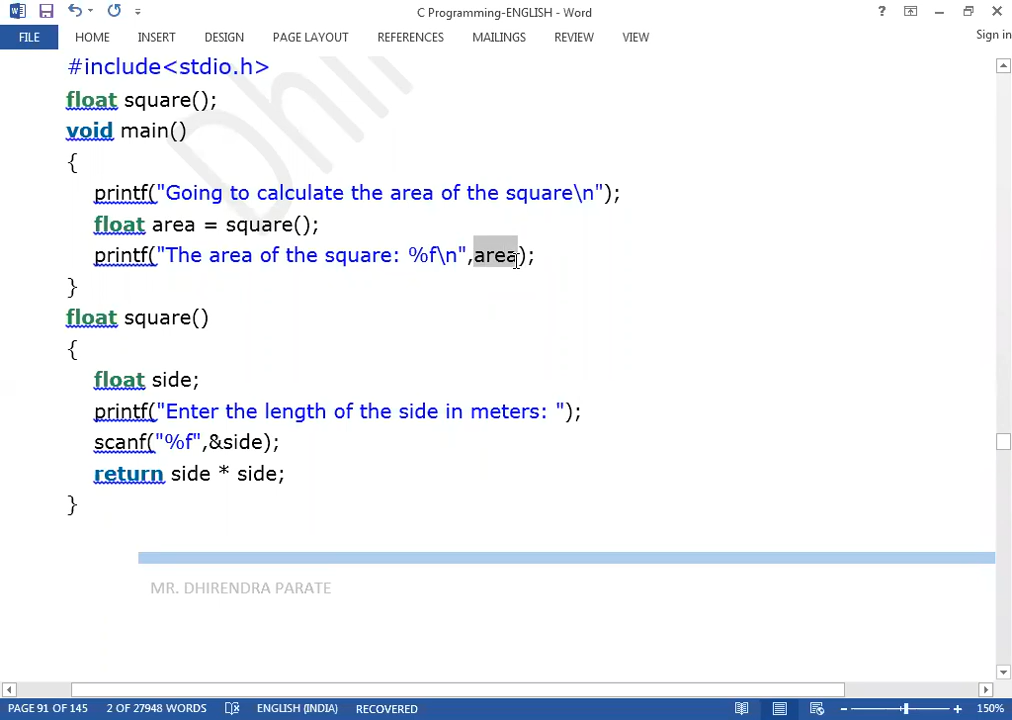 C Programming-ENGLISH - Word
?
FILE HOME INSERT DESIGN PAGE LAYOUT REFERENCES MAILINGS REVIEW VIEW Sign in
#include<stdio.h>
float square();
void main()
{
printf("Going to calculate the area of the square\n");
float area = square();
printf("The area of the square: %f\n",area);
}
float square()
{
float side;
printf("Enter the length of the side in meters: ");
scanf("%f",&side);
return side * side;
}
MR. DHIRENDRA PARATE
PAGE 91 OF 145 2 OF 27948 WORDS ENGLISH (INDIA) RECOVERED 150%
Dhi